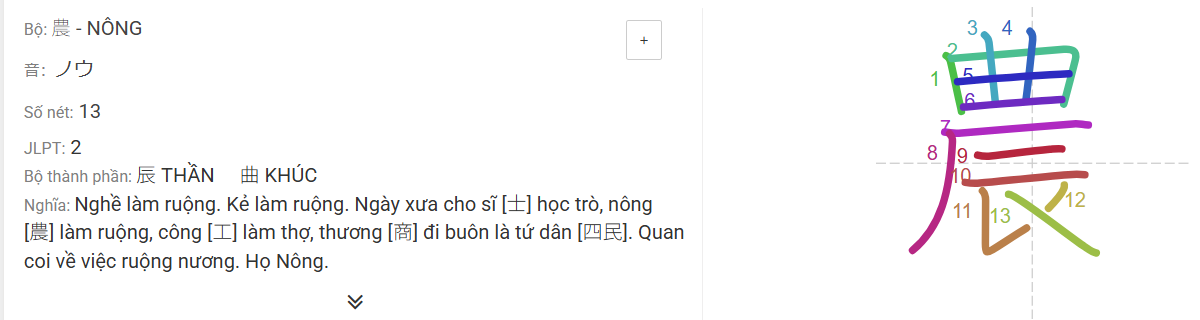 Bộ: 農 - NÔNG
+
音: ノウ
Số nét: 13
JLPT: 2
Bộ thành phần: 辰 THẦN 曲 KHÚC
Nghĩa: Nghề làm ruộng. Kẻ làm ruộng. Ngày xưa cho sĩ [士] học trò, nông
[農] làm ruộng, công [工] làm thợ, thương [商] đi buôn là tứ dân [四民]. Quan
coi về việc ruộng nương. Họ Nông.
農
1
2
3
4
5
6
7
8
9
10
11
12
13